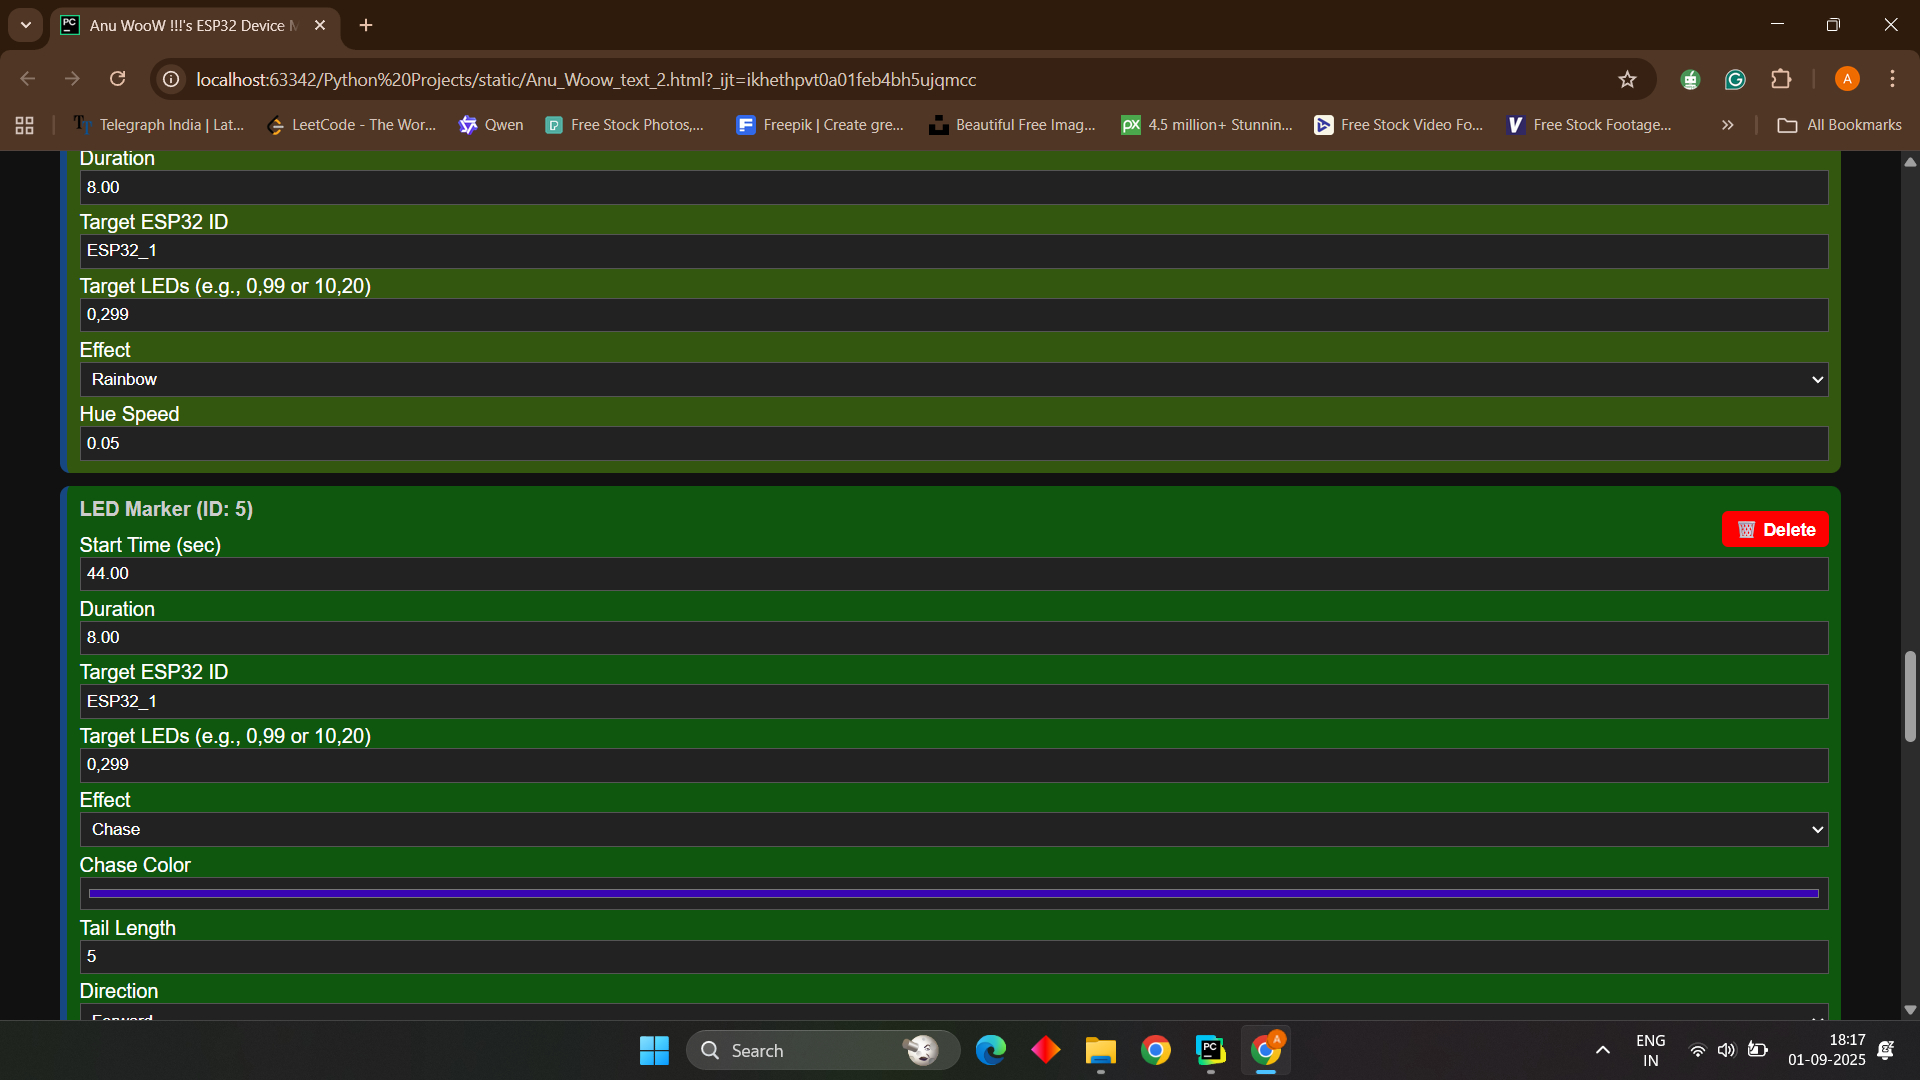 Anu WooW !!!'s ESP32 Device M
localhost:63342/Python%20Projects/static/Anu_Woow_text_2.html?_ijt=ikhethpvt0a01feb4bh5ujqmcc
A
Telegraph India | Lat...
LeetCode - The Wor...
Qwen
Free Stock Photos,...
Freepik | Create gre...
Beautiful Free Imag...
4.5 million+ Stunnin...
Free Stock Video Fo...
Free Stock Footage...
All Bookmarks
Duration
8.00
Target ESP32 ID
ESP32_1
Target LEDs (e.g., 0,99 or 10,20)
0,299
Effect
Rainbow
Hue Speed
0.05
LED Marker (ID: 5)
Delete
Start Time (sec)
44.00
Duration
8.00
Target ESP32 ID
ESP32_1
Target LEDs (e.g., 0,99 or 10,20)
0,299
Effect
Chase
Chase Color
Tail Length
5
Direction
Forward
Search
ENG
IN
18:17
01-09-2025